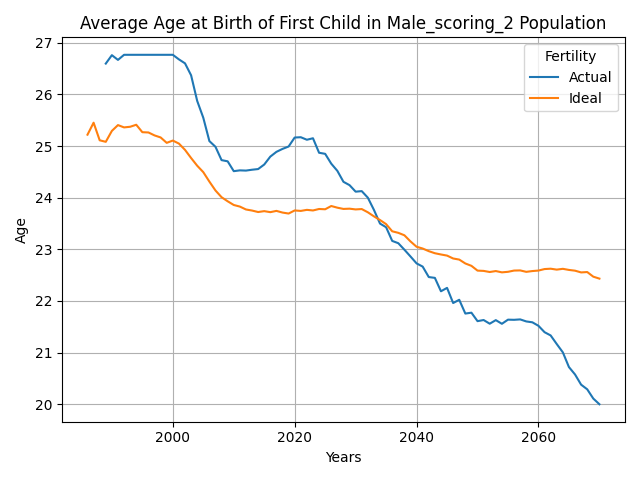 Average Age at Birth of First Child in Male_scoring_2 Population
Fertility
Actual
Ideal
Age
27
26
25
24
23
22
21
20
2000
2020
2040
2060
Years